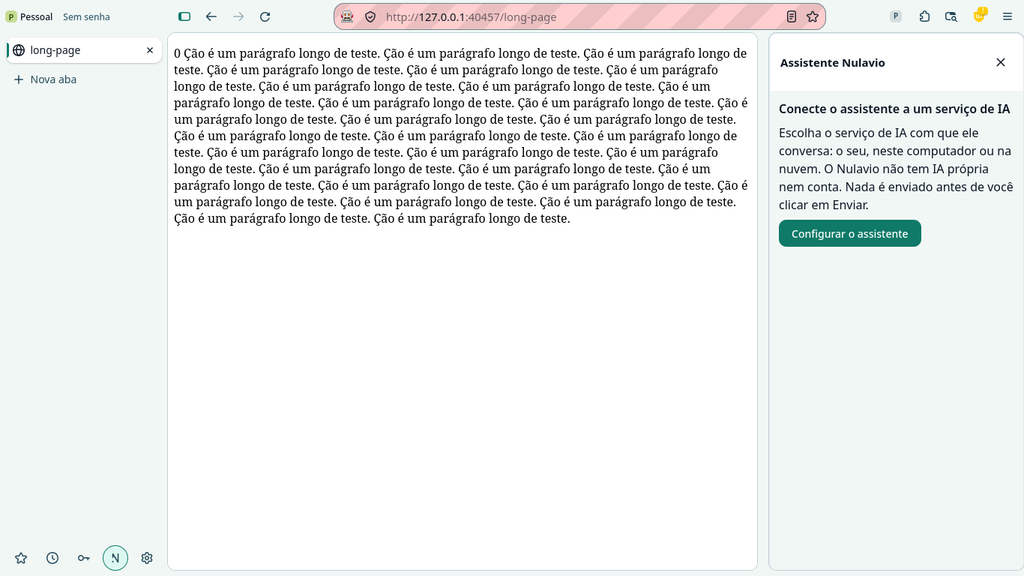 P Pessoal Sem senha
http://127.0.0.1:40457/long-page
P
long-page
Nova aba
0 Ção é um parágrafo longo de teste. Ção é um parágrafo longo de teste. Ção é um parágrafo longo de
teste. Ção é um parágrafo longo de teste. Ção é um parágrafo longo de teste. Ção é um parágrafo
longo de teste. Ção é um parágrafo longo de teste. Ção é um parágrafo longo de teste. Ção é um
parágrafo longo de teste. Ção é um parágrafo longo de teste. Ção é um parágrafo longo de teste. Ção é
um parágrafo longo de teste. Ção é um parágrafo longo de teste. Ção é um parágrafo longo de teste.
Ção é um parágrafo longo de teste. Ção é um parágrafo longo de teste. Ção é um parágrafo longo de
teste. Ção é um parágrafo longo de teste. Ção é um parágrafo longo de teste. Ção é um parágrafo
longo de teste. Ção é um parágrafo longo de teste. Ção é um parágrafo longo de teste. Ção é um
parágrafo longo de teste. Ção é um parágrafo longo de teste. Ção é um parágrafo longo de teste. Ção é
um parágrafo longo de teste. Ção é um parágrafo longo de teste. Ção é um parágrafo longo de teste.
Ção é um parágrafo longo de teste. Ção é um parágrafo longo de teste.
Assistente Nulavio
Conecte o assistente a um serviço de IA
Escolha o serviço de IA com que ele
conversa: o seu, neste computador ou na
nuvem. O Nulavio não tem IA própria
nem conta. Nada é enviado antes de você
clicar em Enviar.
Configurar o assistente
N